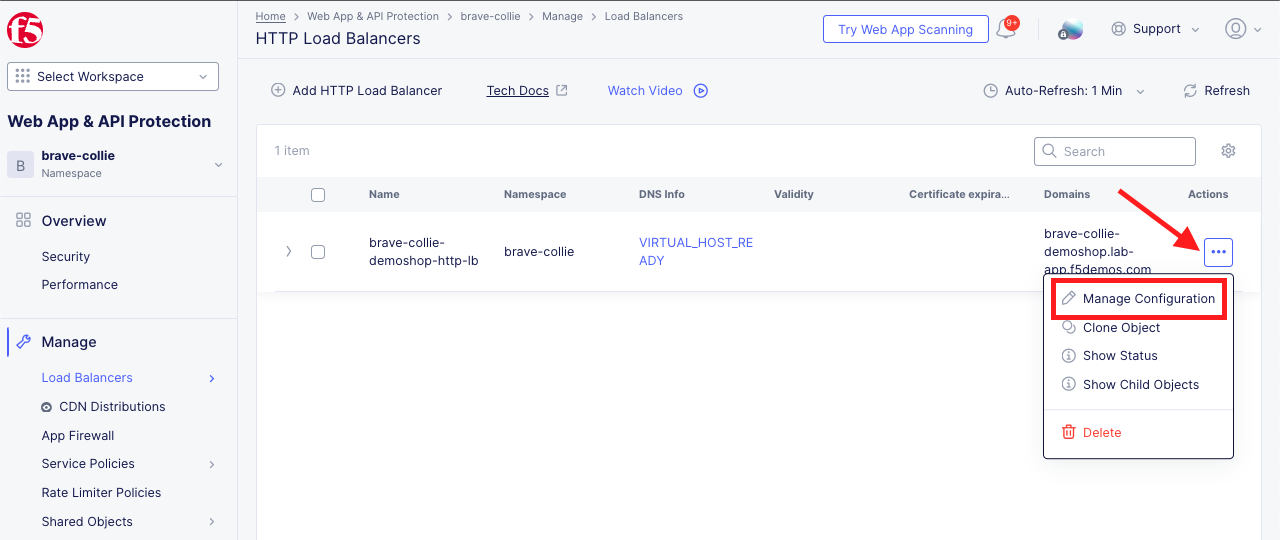 f5
Home > Web App & API Protection > brave-collie > Manage > Load Balancers
HTTP Load Balancers
Try Web App Scanning
9+
Support
Select Workspace
Web App & API Protection
B
brave-collie
Namespace
Overview
Security
Performance
Manage
Load Balancers
CDN Distributions
App Firewall
Service Policies
Rate Limiter Policies
Shared Objects
Add HTTP Load Balancer
Tech Docs
Watch Video
Auto-Refresh: 1 Min
Refresh
1 item
Search
Name Namespace DNS Info Validity Certificate expira... Domains Actions
brave-collie-
demoshop-http-lb
brave-collie
VIRTUAL_HOST_RE
ADY
brave-collie-
demoshop.lab-
app.f5demos.com
Manage Configuration
Clone Object
Show Status
Show Child Objects
Delete